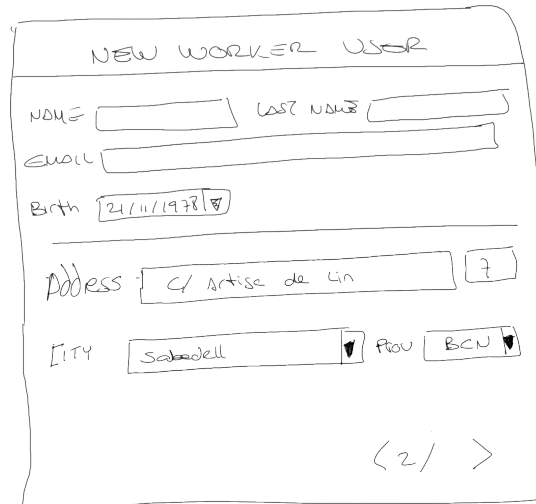 NEW WORKER USER
NAME LAST NAME
EMAIL
Birth 21/11/1978
Address: C/ Artise de Lin 7
CITY Sabadell PROV BCN
< 2/ >